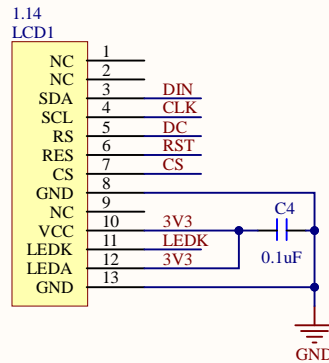 1.14
LCD1
NC 1
NC 2
SDA 3 DIN
SCL 4 CLK
RS 5 DC
RES 6 RST
CS 7 CS
GND 8
NC 9
VCC 10 3V3
LEDK 11 LEDK
LEDA 12 3V3
GND 13
C4
0.1uF
GND